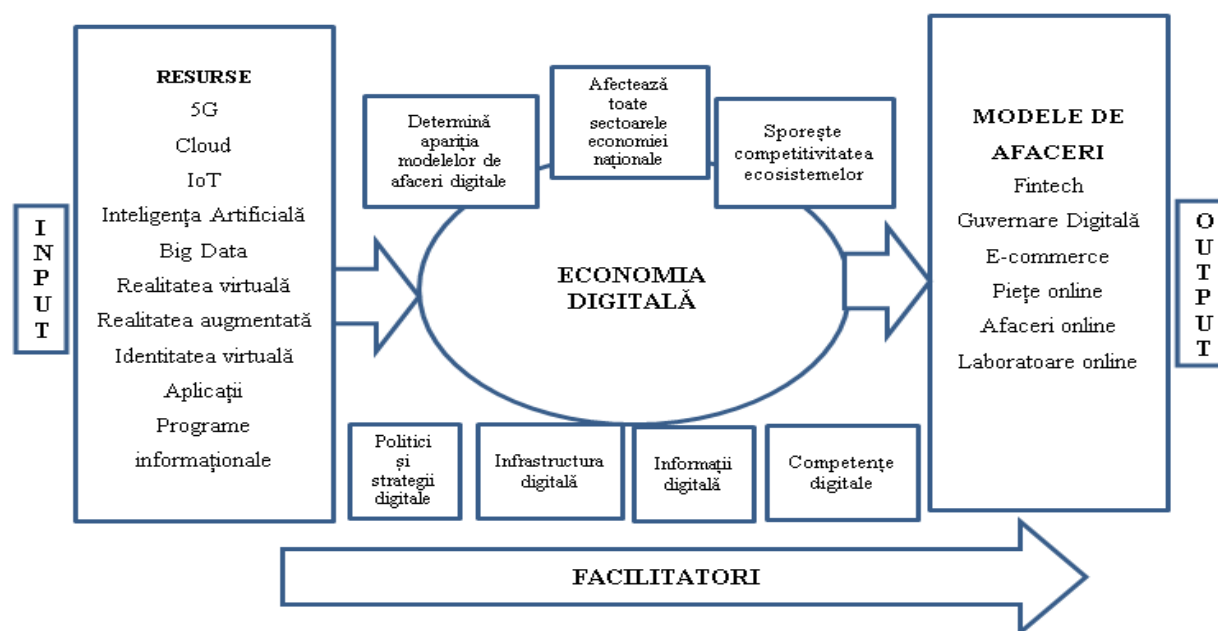 INPUT
RESURSE
5G
Cloud
IoT
Inteligența Artificială
Big Data
Realitatea virtuală
Realitatea augmentată
Identitatea virtuală
Aplicații
Programe
informaționale
Determină
apariția
modelelor de
afaceri digitale
Afectează
toate
sectoarele
economiei
naționale
Sporește
competitivitatea
ecosistemelor
ECONOMIA
DIGITALĂ
Politici
și
strategii
digitale
Infrastructura
digitală
Informații
digitală
Competențe
digitale
MODELE DE
AFACERI
Fintech
Guvernare Digitală
E-commerce
Piețe online
Afaceri online
Laboratoare online
OUTPUT
FACILITATORI